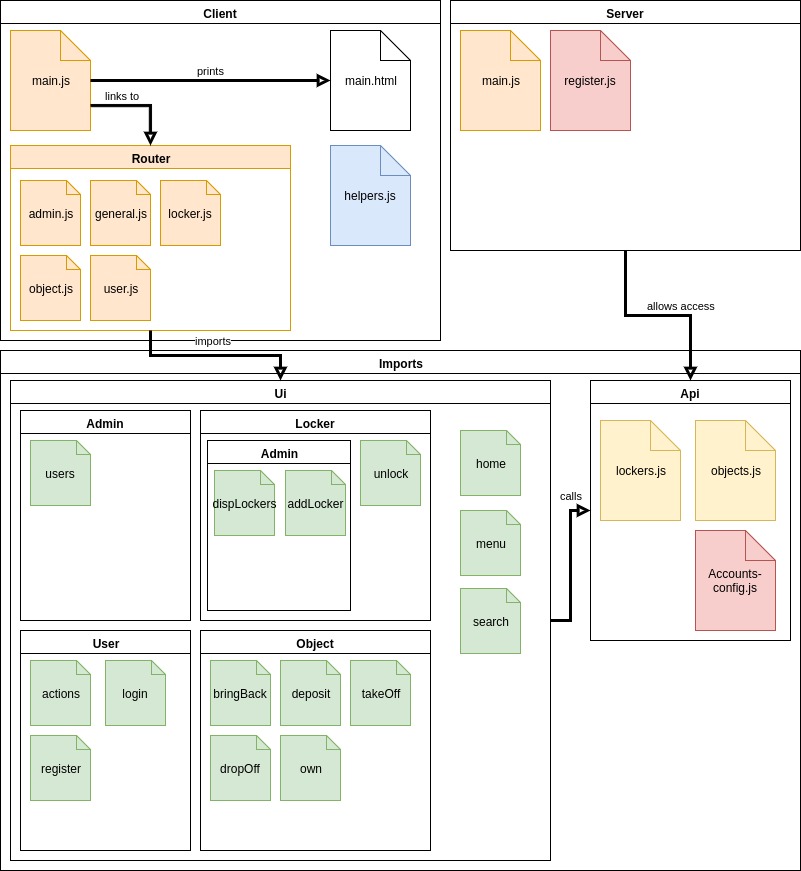 Client
main.js
prints
main.html
links to
Router
admin.js
general.js
locker.js
object.js
user.js
helpers.js
Server
main.js
register.js
allows access
imports
Imports
Ui
Admin
users
Locker
Admin
dispLockers
addLocker
unlock
home
menu
search
User
actions
login
register
Object
bringBack
deposit
takeOff
dropOff
own
calls
Api
lockers.js
objects.js
Accounts-
config.js